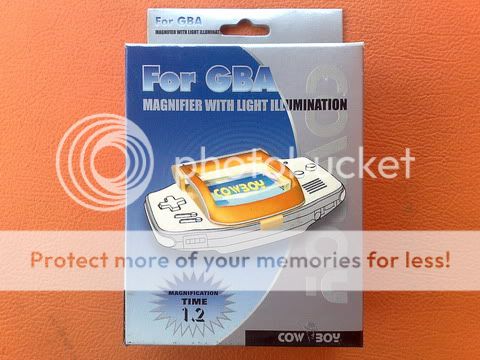 For GBA
MAGNIFIER WITH LIGHT ILLUMINATION
For GBA
MAGNIFIER WITH LIGHT ILLUMINATION
photobucket
COWBOY
Protect more of your memories for less!
MAGNIFICATION
TIME
1.2
COW BOY